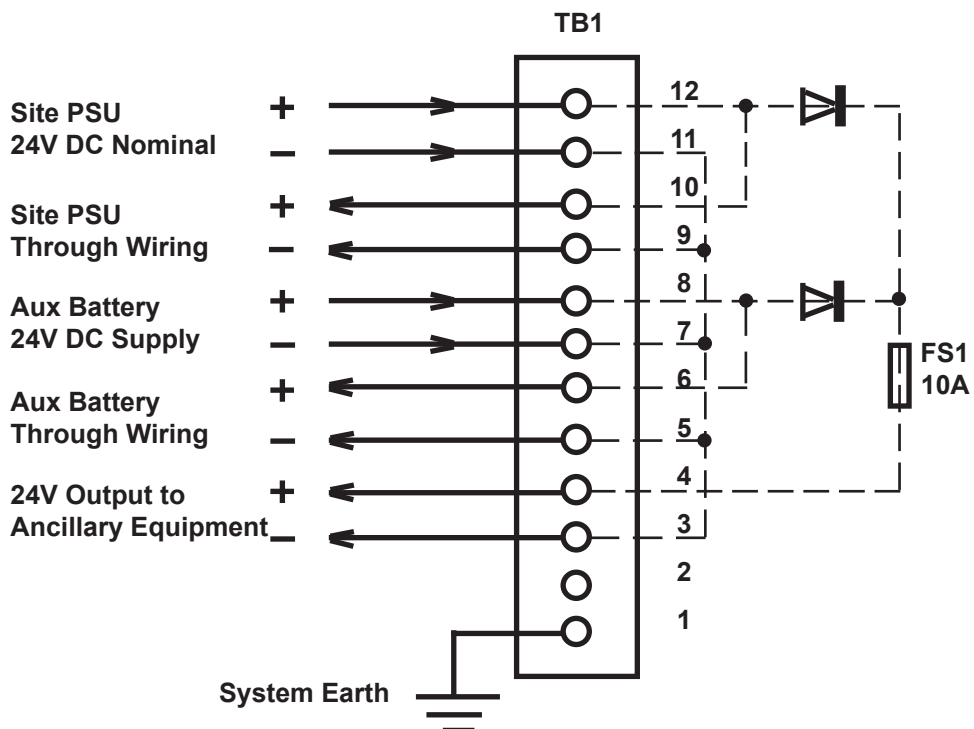 TB1
Site PSU
24V DC Nominal
+
−
12
11
Site PSU
Through Wiring
+
−
10
9
Aux Battery
24V DC Supply
+
−
8
7
Aux Battery
Through Wiring
+
−
6
5
FS1
10A
24V Output to
Ancillary Equipment
+
−
4
3
2
1
System Earth